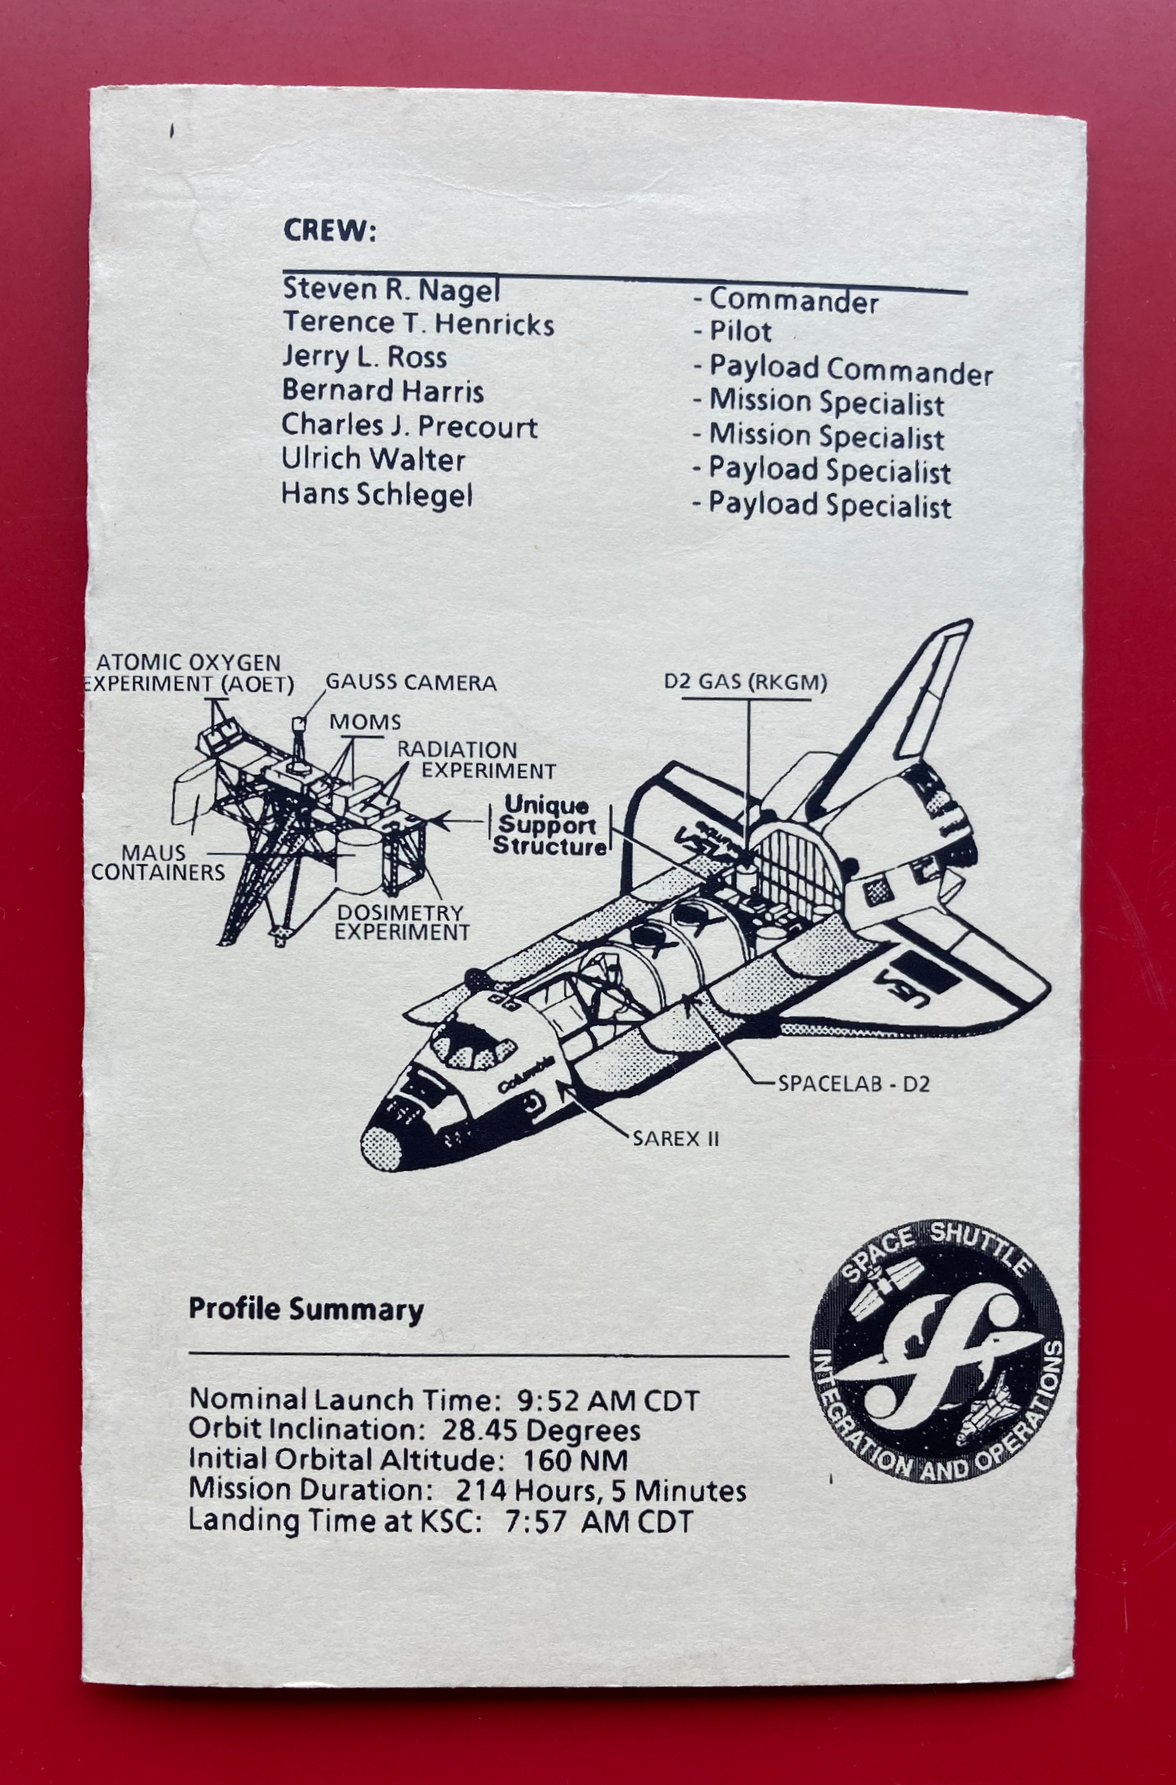 CREW:
Steven R. Nagel - Commander
Terence T. Henricks - Pilot
Jerry L. Ross - Payload Commander
Bernard Harris - Mission Specialist
Charles J. Precourt - Mission Specialist
Ulrich Walter - Payload Specialist
Hans Schlegel - Payload Specialist
ATOMIC OXYGEN
EXPERIMENT (AOET)
GAUSS CAMERA
MOMS
RADIATION
EXPERIMENT
D2 GAS (RKGM)
Unique
Support
Structure
MAUS
CONTAINERS
DOSIMETRY
EXPERIMENT
NASA
USA
Columbia
SPACELAB - D2
SAREX II
SPACE SHUTTLE
INTEGRATION AND OPERATIONS
Profile Summary
Nominal Launch Time: 9:52 AM CDT
Orbit Inclination: 28.45 Degrees
Initial Orbital Altitude: 160 NM
Mission Duration: 214 Hours, 5 Minutes
Landing Time at KSC: 7:57 AM CDT